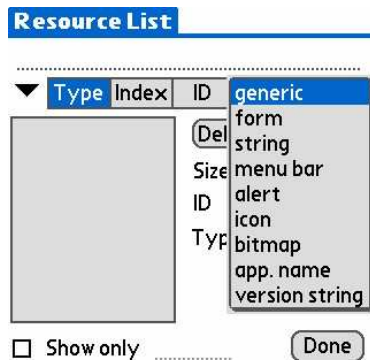 Resource List
Type Index ID
generic
form
string
menu bar
alert
icon
bitmap
app. name
version string
Del
Size
ID
Typ
Show only
Done